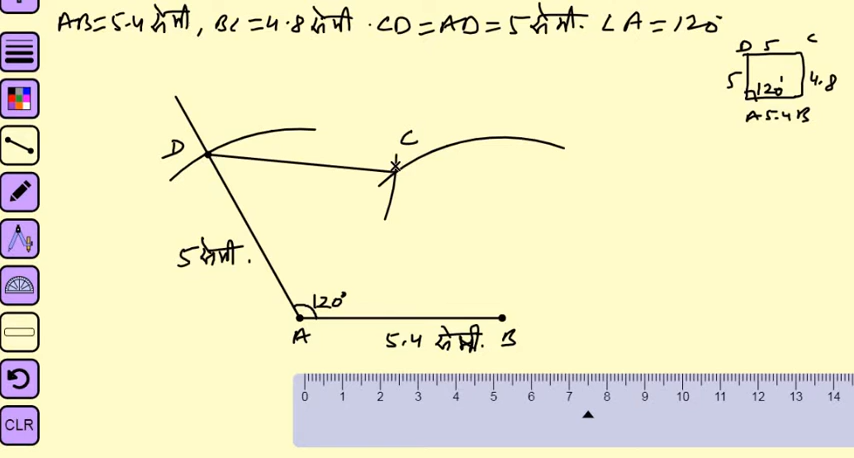 AB=5.4 सेमी, BC=4.8 सेमी. CD=AD=5 सेमी. ∠A=120°
D 5 C
5 120° 4.8
A 5.4 B
D C
5 सेमी.
120°
A 5.4 सेमी. B
0 1 2 3 4 5 6 7 8 9 10 11 12 13 14
CLR